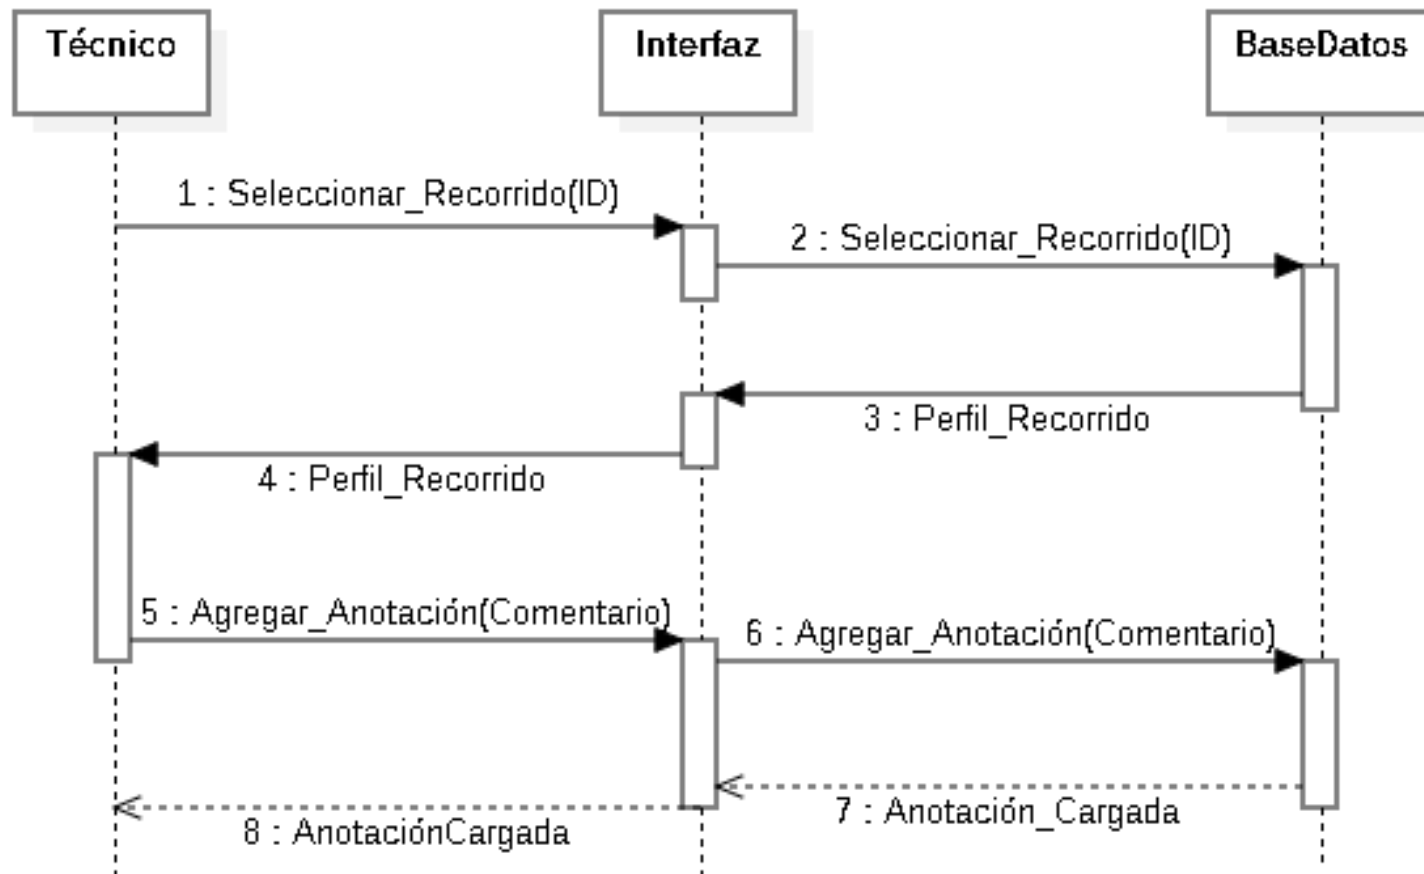 Técnico
Interfaz
BaseDatos
1 : Seleccionar_Recorrido(ID)
2 : Seleccionar_Recorrido(ID)
3 : Perfil_Recorrido
4 : Perfil_Recorrido
5 : Agregar_Anotación(Comentario)
6 : Agregar_Anotación(Comentario)
7 : Anotación_Cargada
8 : AnotaciónCargada